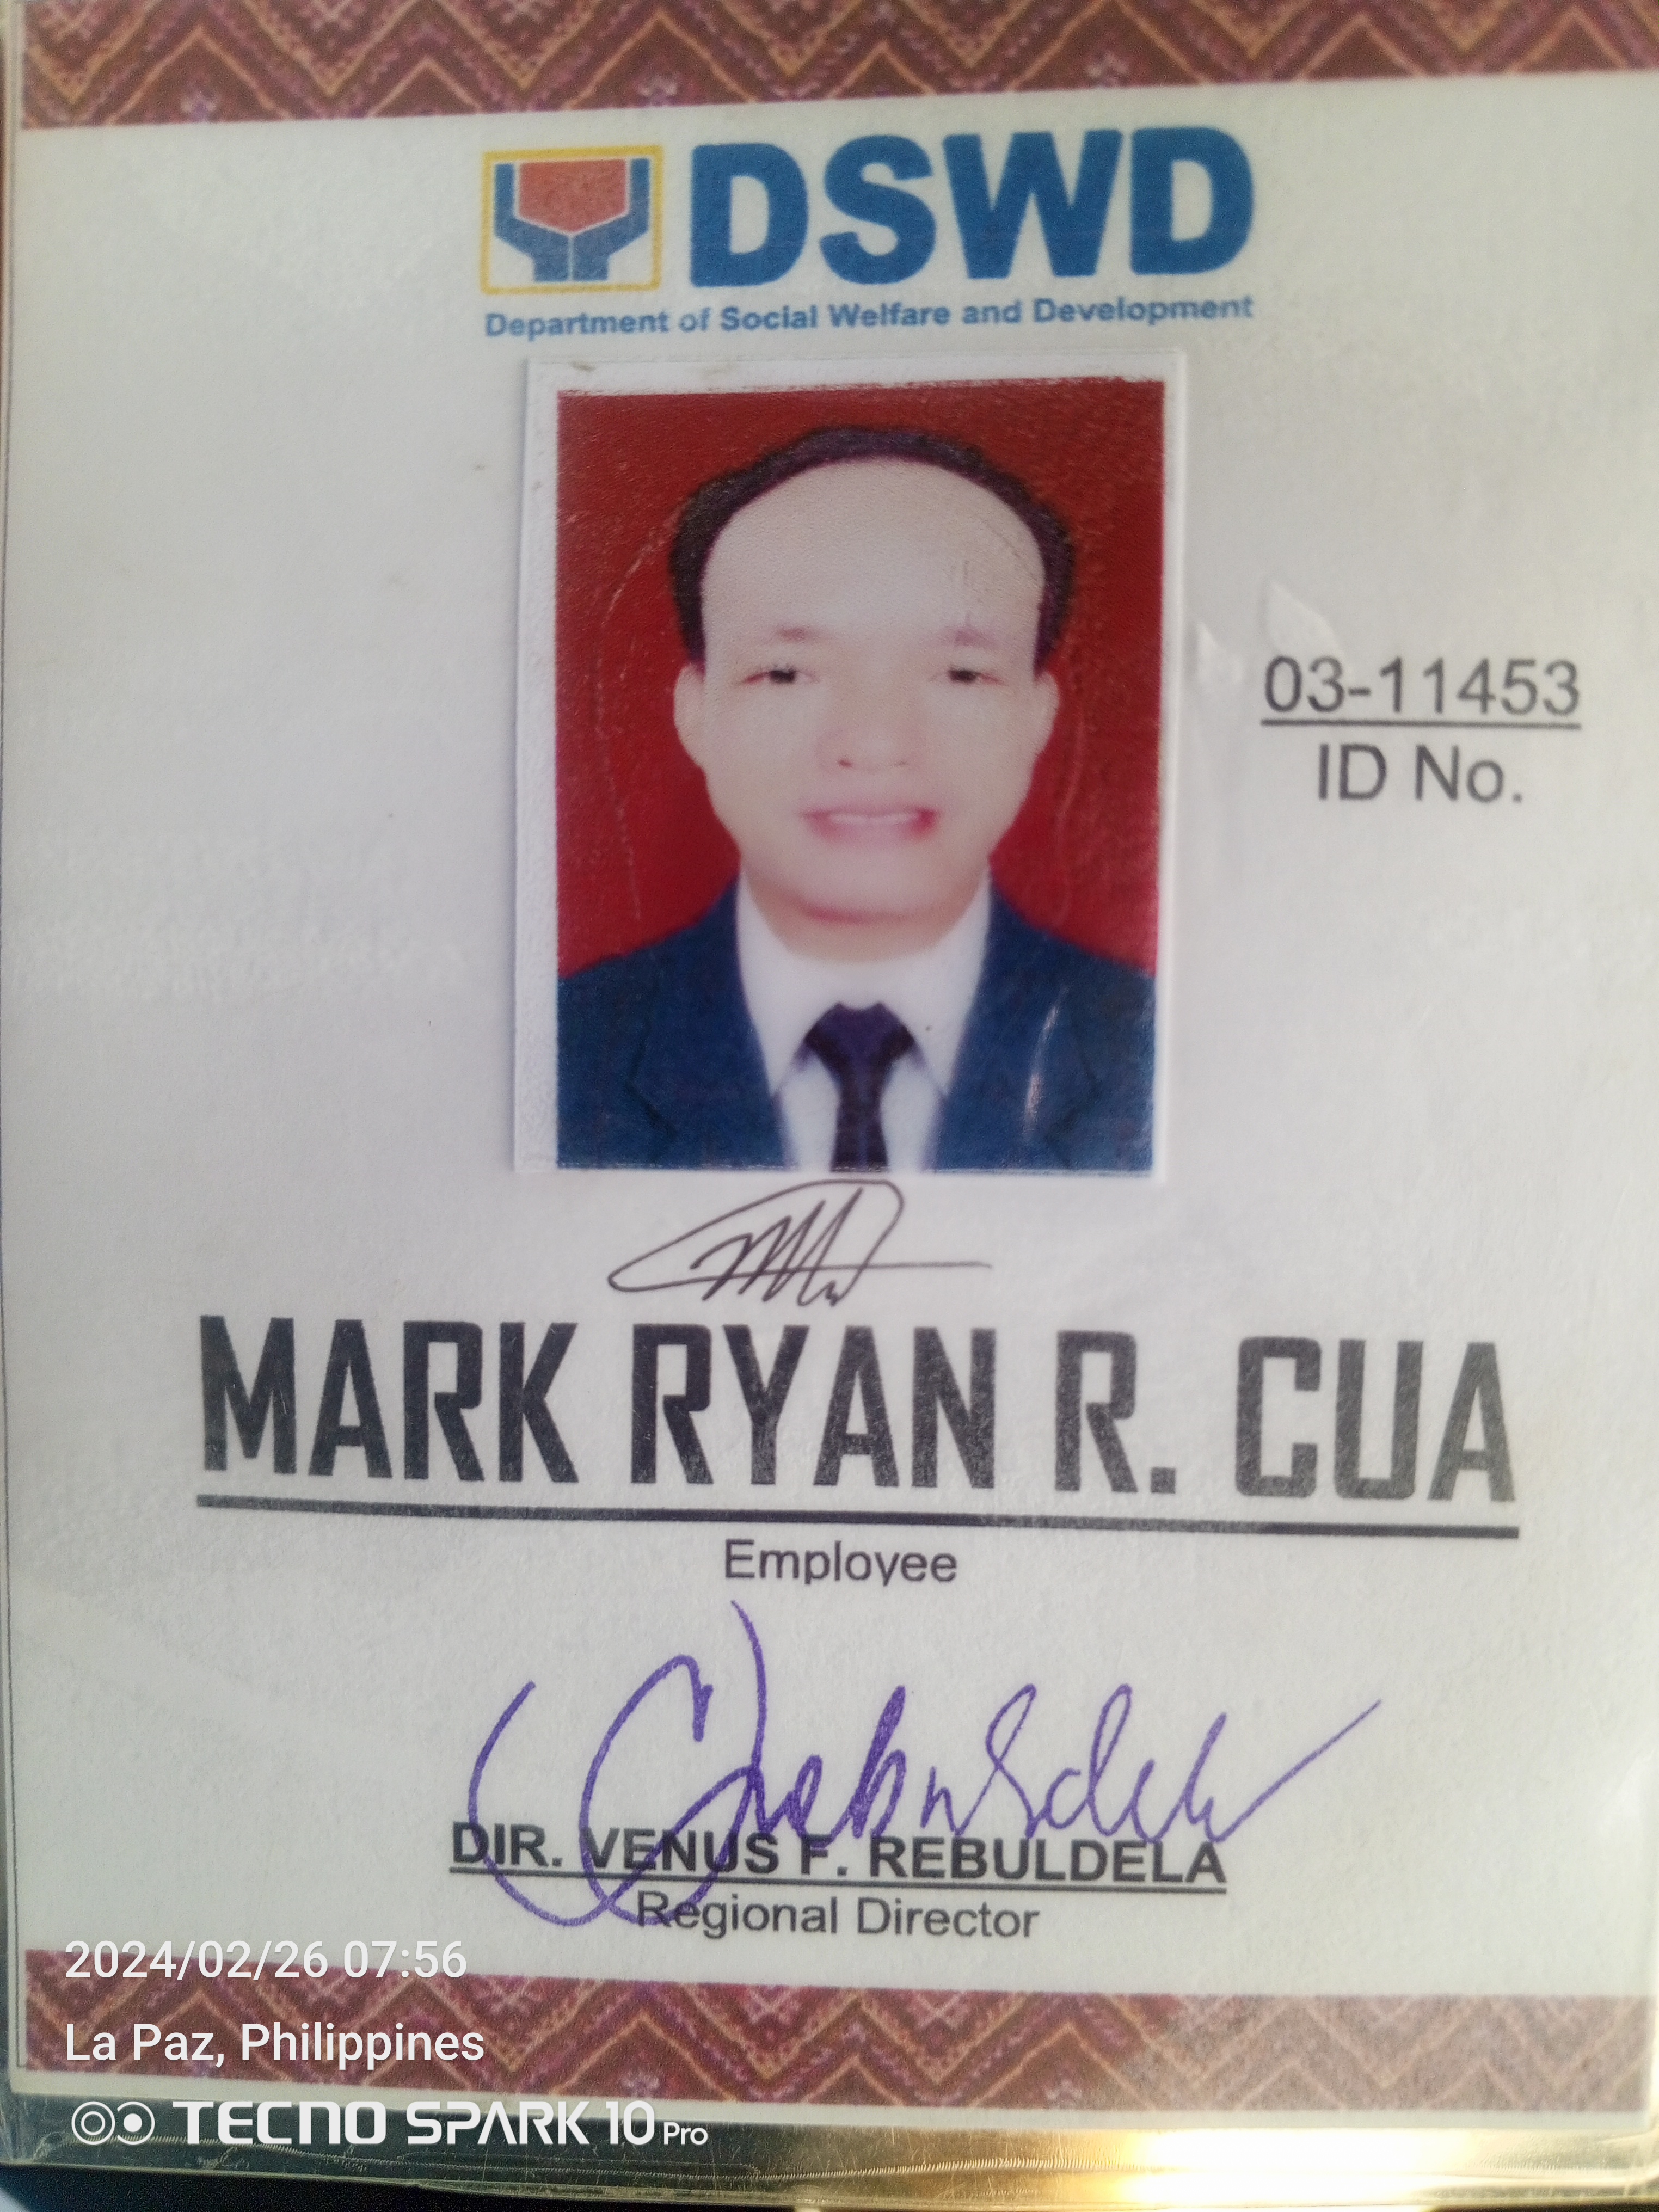 DSWD
Department of Social Welfare and Development
03-11453
ID No.
MARK RYAN R. CUA
Employee
DIR. VENUS F. REBULDELA
Regional Director
2024/02/26 07:56
La Paz, Philippines
TECNO SPARK 10 Pro